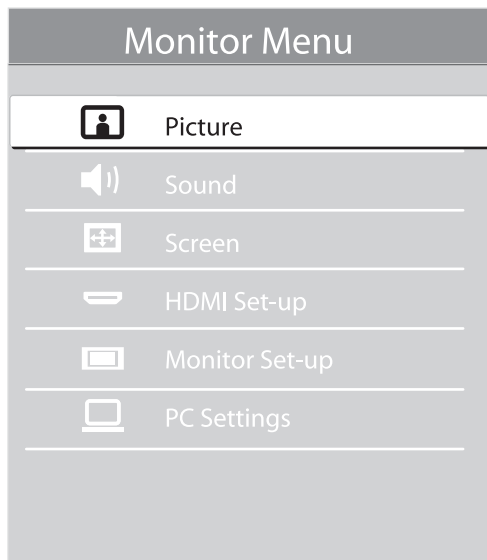 Monitor Menu
Picture
Sound
Screen
HDMI Set-up
Monitor Set-up
PC Settings